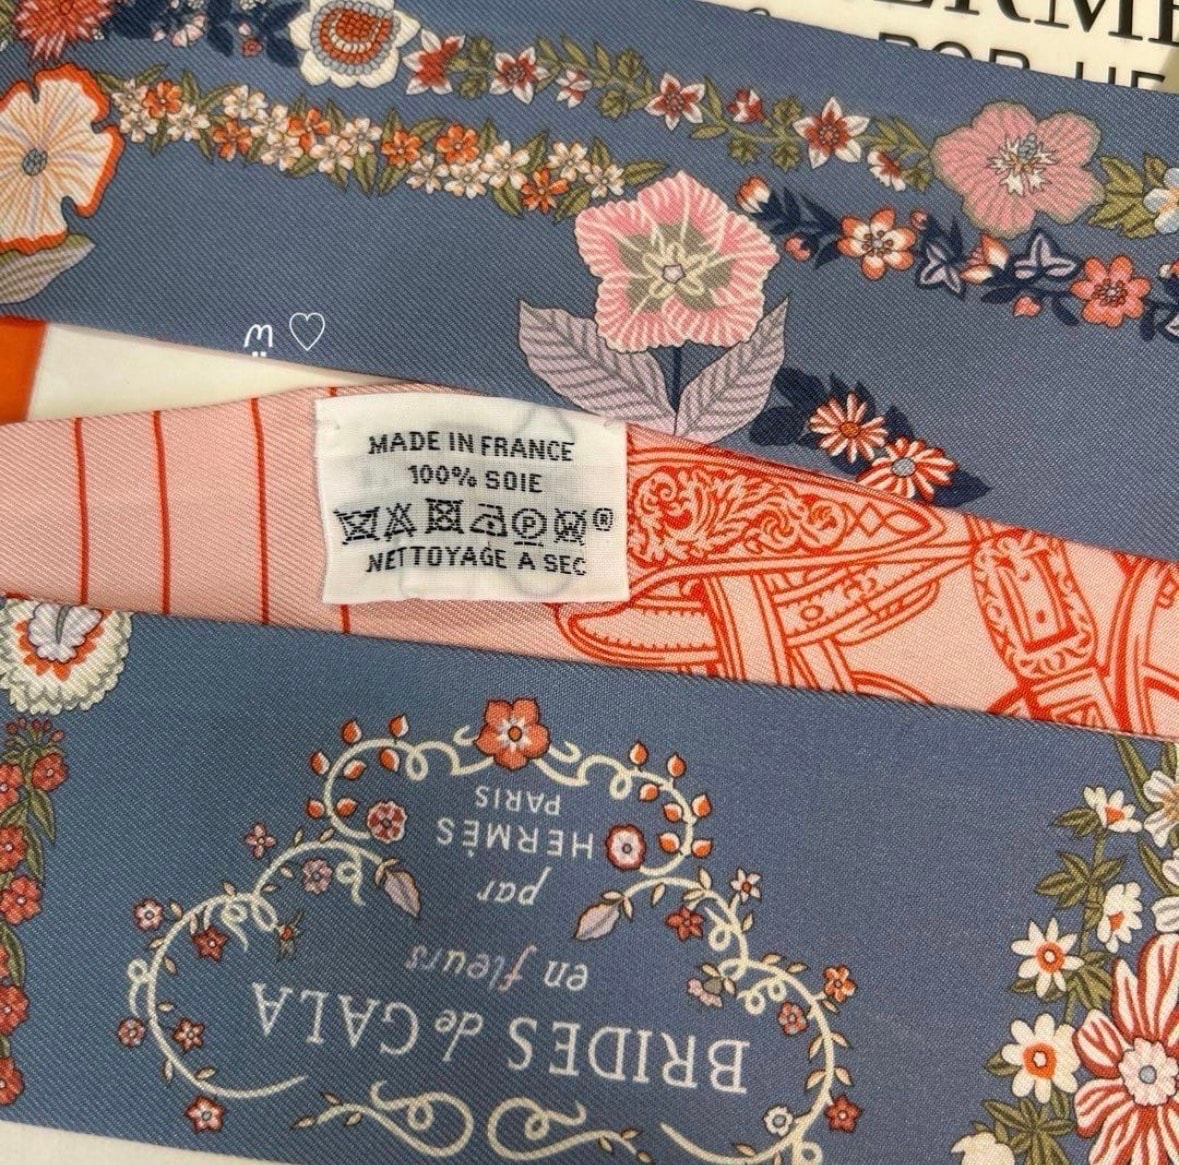 MADE IN FRANCE
100% SOIE
NETTOYAGE A SEC
BRIDES de GALA
en fleurs
par
HERMÈS
PARIS